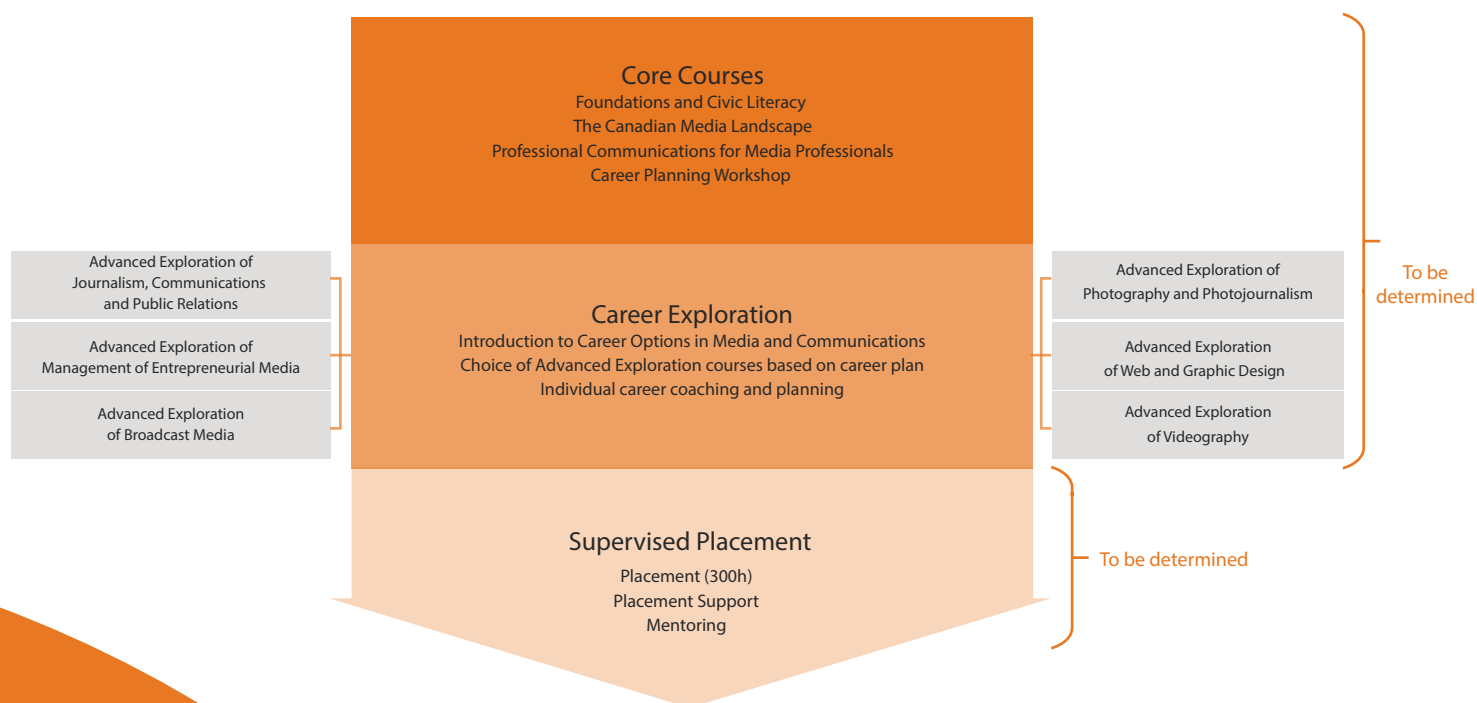 Core Courses
Foundations and Civic Literacy
The Canadian Media Landscape
Professional Communications for Media Professionals
Career Planning Workshop
Advanced Exploration of
Journalism, Communications
and Public Relations
Advanced Exploration of
Management of Entrepreneurial Media
Advanced Exploration
of Broadcast Media
Career Exploration
Introduction to Career Options in Media and Communications
Choice of Advanced Exploration courses based on career plan
Individual career coaching and planning
Advanced Exploration of
Photography and Photojournalism
Advanced Exploration
of Web and Graphic Design
Advanced Exploration
of Videography
To be
determined
Supervised Placement
Placement (300h)
Placement Support
Mentoring
To be determined